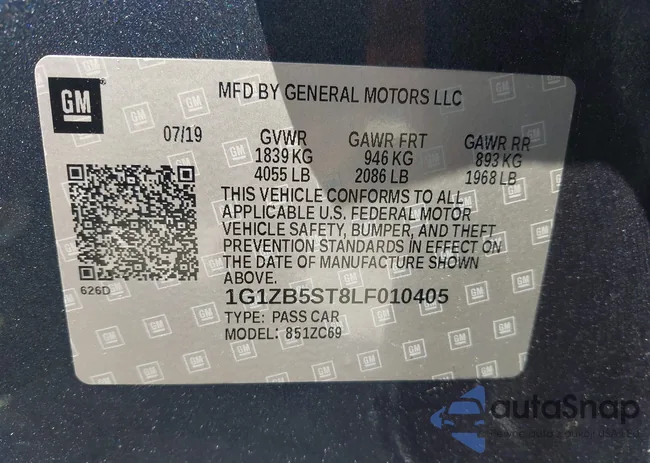 GM
MFD BY GENERAL MOTORS LLC
07/19 GVWR GAWR FRT GAWR RR
1839 KG 946 KG 893 KG
4055 LB 2086 LB 1968 LB
THIS VEHICLE CONFORMS TO ALL
APPLICABLE U.S. FEDERAL MOTOR
VEHICLE SAFETY, BUMPER, AND THEFT
PREVENTION STANDARDS IN EFFECT ON
THE DATE OF MANUFACTURE SHOWN
ABOVE.
626D
1G1ZB5ST8LF010405
TYPE: PASS CAR
MODEL: 851ZC69
autaSnap